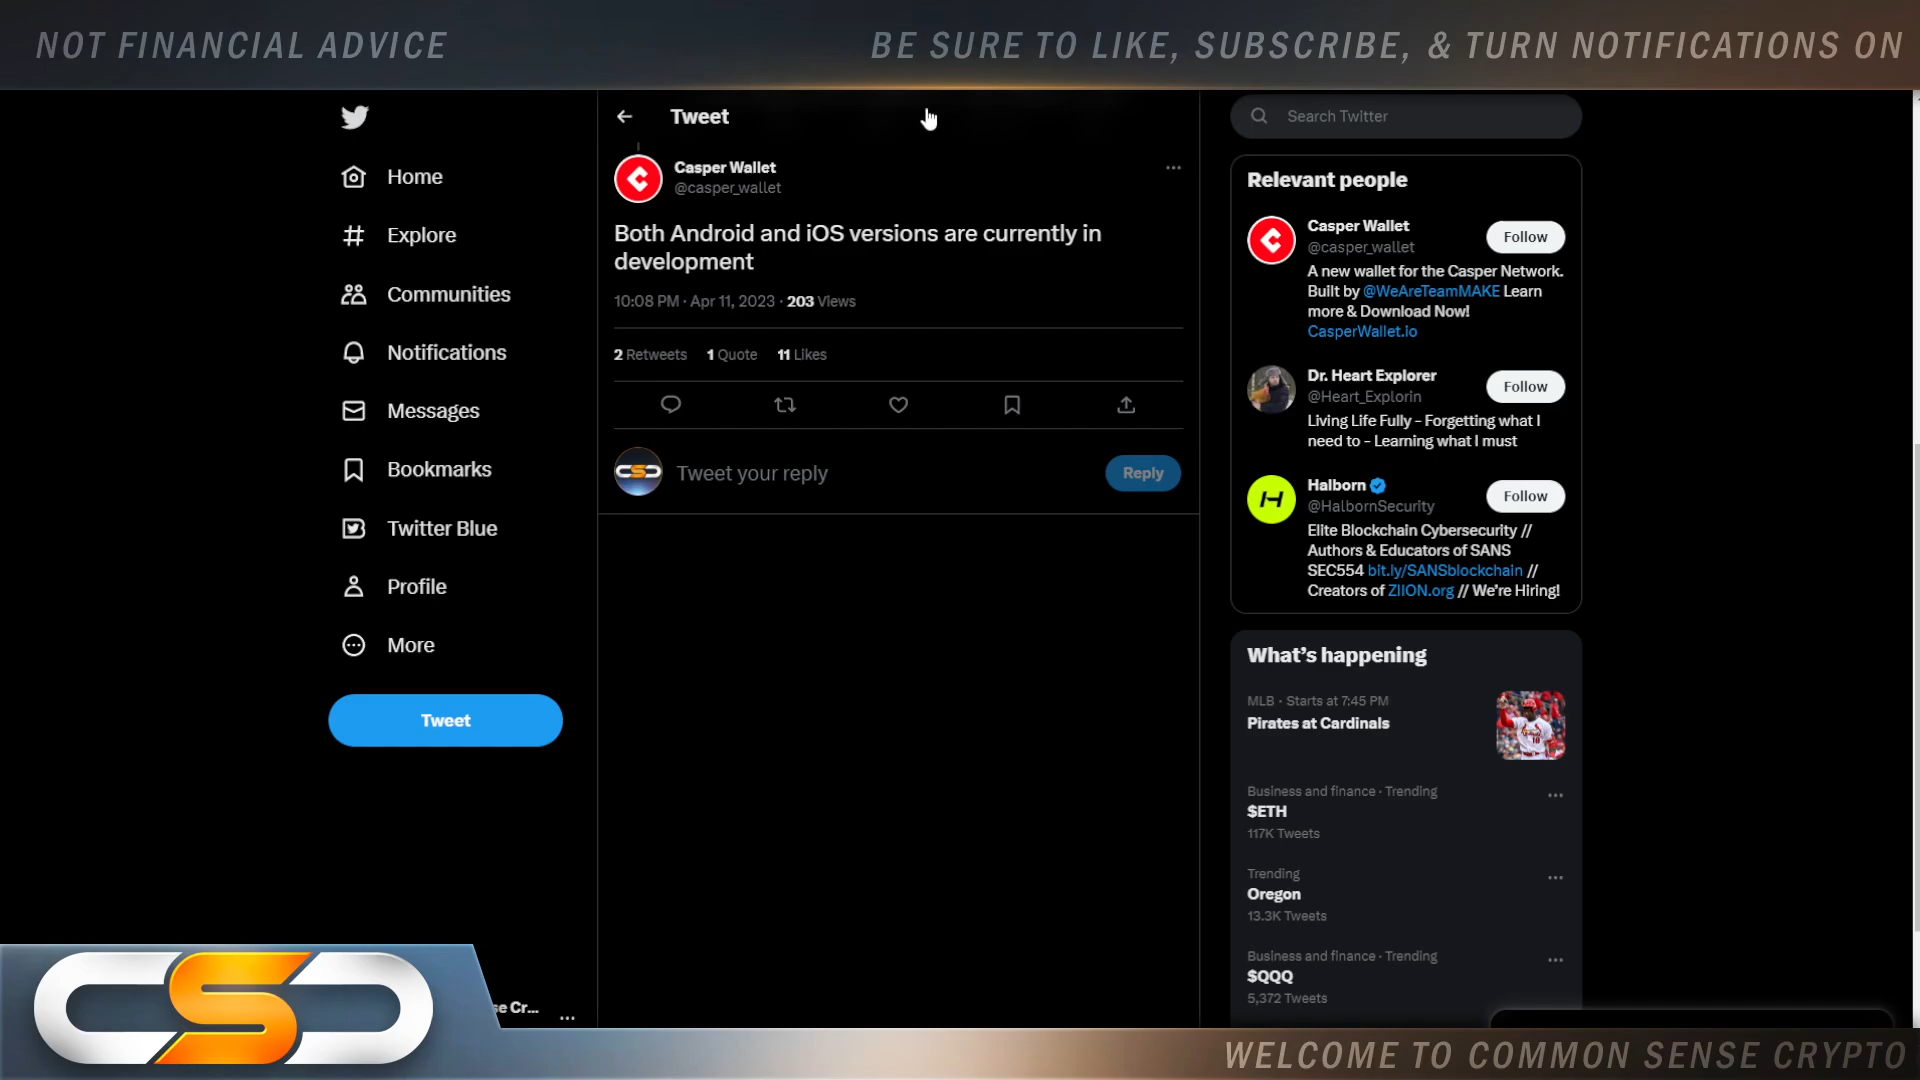 NOT FINANCIAL ADVICE
BE SURE TO LIKE, SUBSCRIBE, & TURN NOTIFICATIONS ON
Home
Explore
Communities
Notifications
Messages
Bookmarks
Twitter Blue
Profile
More
Tweet
se Cr...
Tweet
Casper Wallet
@casper_wallet
Both Android and iOS versions are currently in
development
10:08 PM · Apr 11, 2023 · 203 Views
2 Retweets 1 Quote 11 Likes
CSC
Tweet your reply
Reply
Search Twitter
Relevant people
Casper Wallet
@casper_wallet
Follow
A new wallet for the Casper Network.
Built by @WeAreTeamMAKE Learn
more & Download Now!
CasperWallet.io
Dr. Heart Explorer
@Heart_Explorin
Follow
Living Life Fully - Forgetting what I
need to - Learning what I must
Halborn
@HalbornSecurity
Follow
Elite Blockchain Cybersecurity //
Authors & Educators of SANS
SEC554 bit.ly/SANSblockchain //
Creators of ZIION.org // We're Hiring!
What's happening
MLB · Starts at 7:45 PM
Pirates at Cardinals
Business and finance · Trending
$ETH
117K Tweets
Trending
Oregon
13.3K Tweets
Business and finance · Trending
$QQQ
5,372 Tweets
CSC
WELCOME TO COMMON SENSE CRYPTO